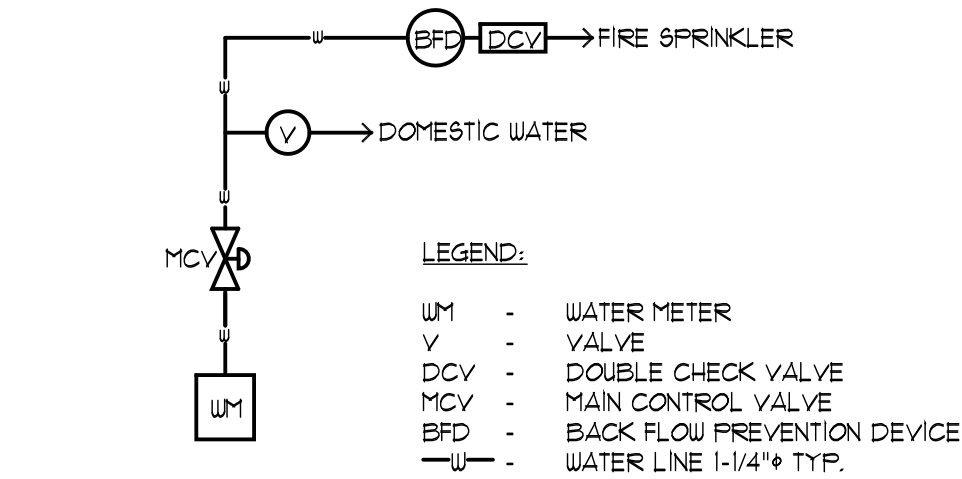 W BFD DCV FIRE SPRINKLER
W
V DOMESTIC WATER
W
MCV
LEGEND:
WM - WATER METER
W
V - VALVE
DCV - DOUBLE CHECK VALVE
WM
MCV - MAIN CONTROL VALVE
BFD - BACK FLOW PREVENTION DEVICE
W - WATER LINE 1-1/4"⌀ TYP.